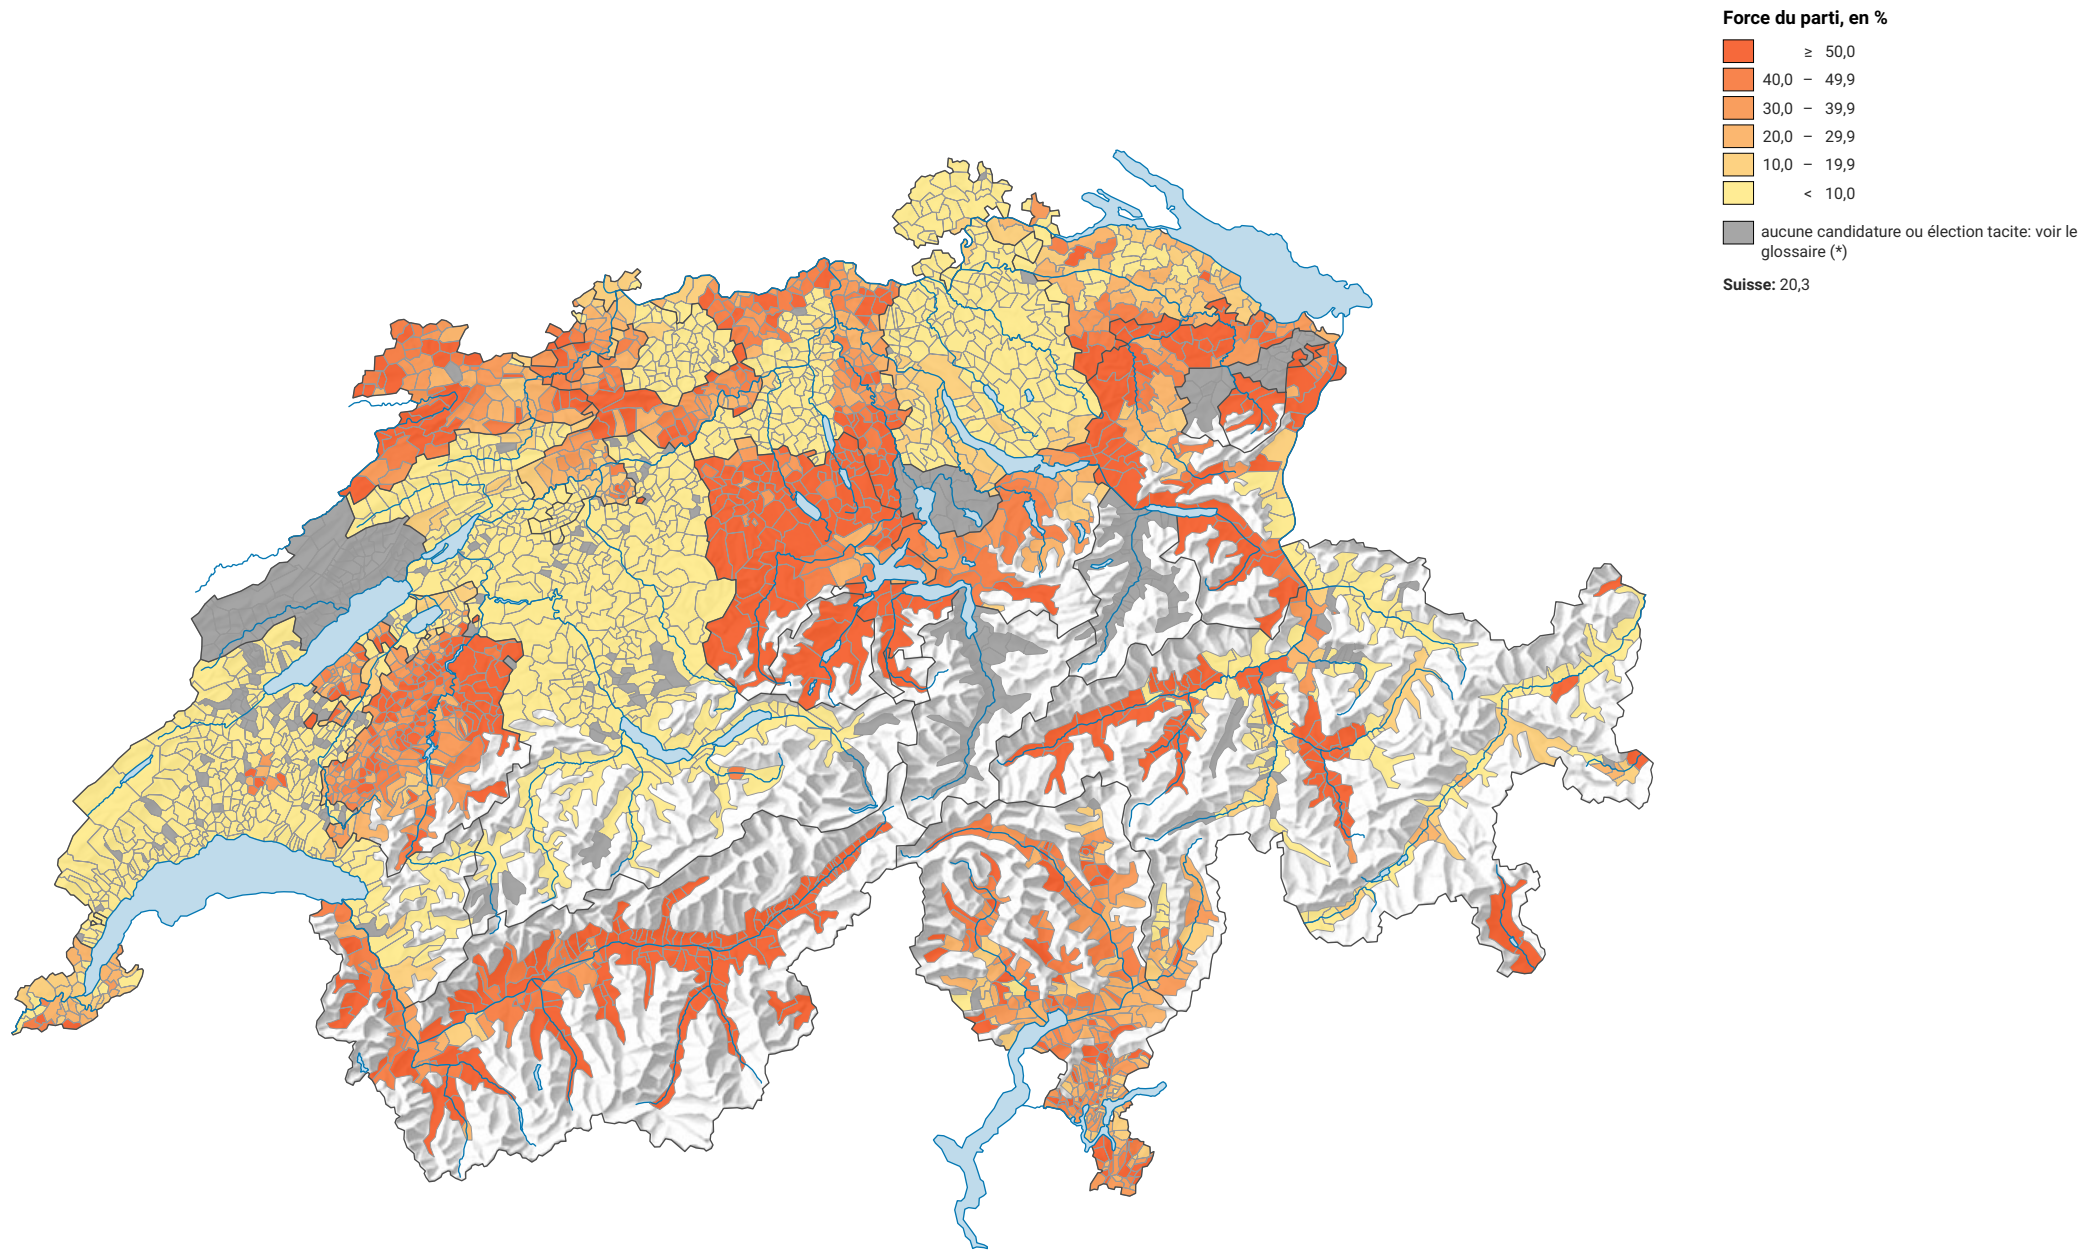 Force du parti, en %
≥ 50,0
40,0 – 49,9
30,0 – 39,9
20,0 – 29,9
10,0 – 19,9
< 10,0
aucune candidature ou élection tacite: voir le
glossaire (*)
Suisse: 20,3